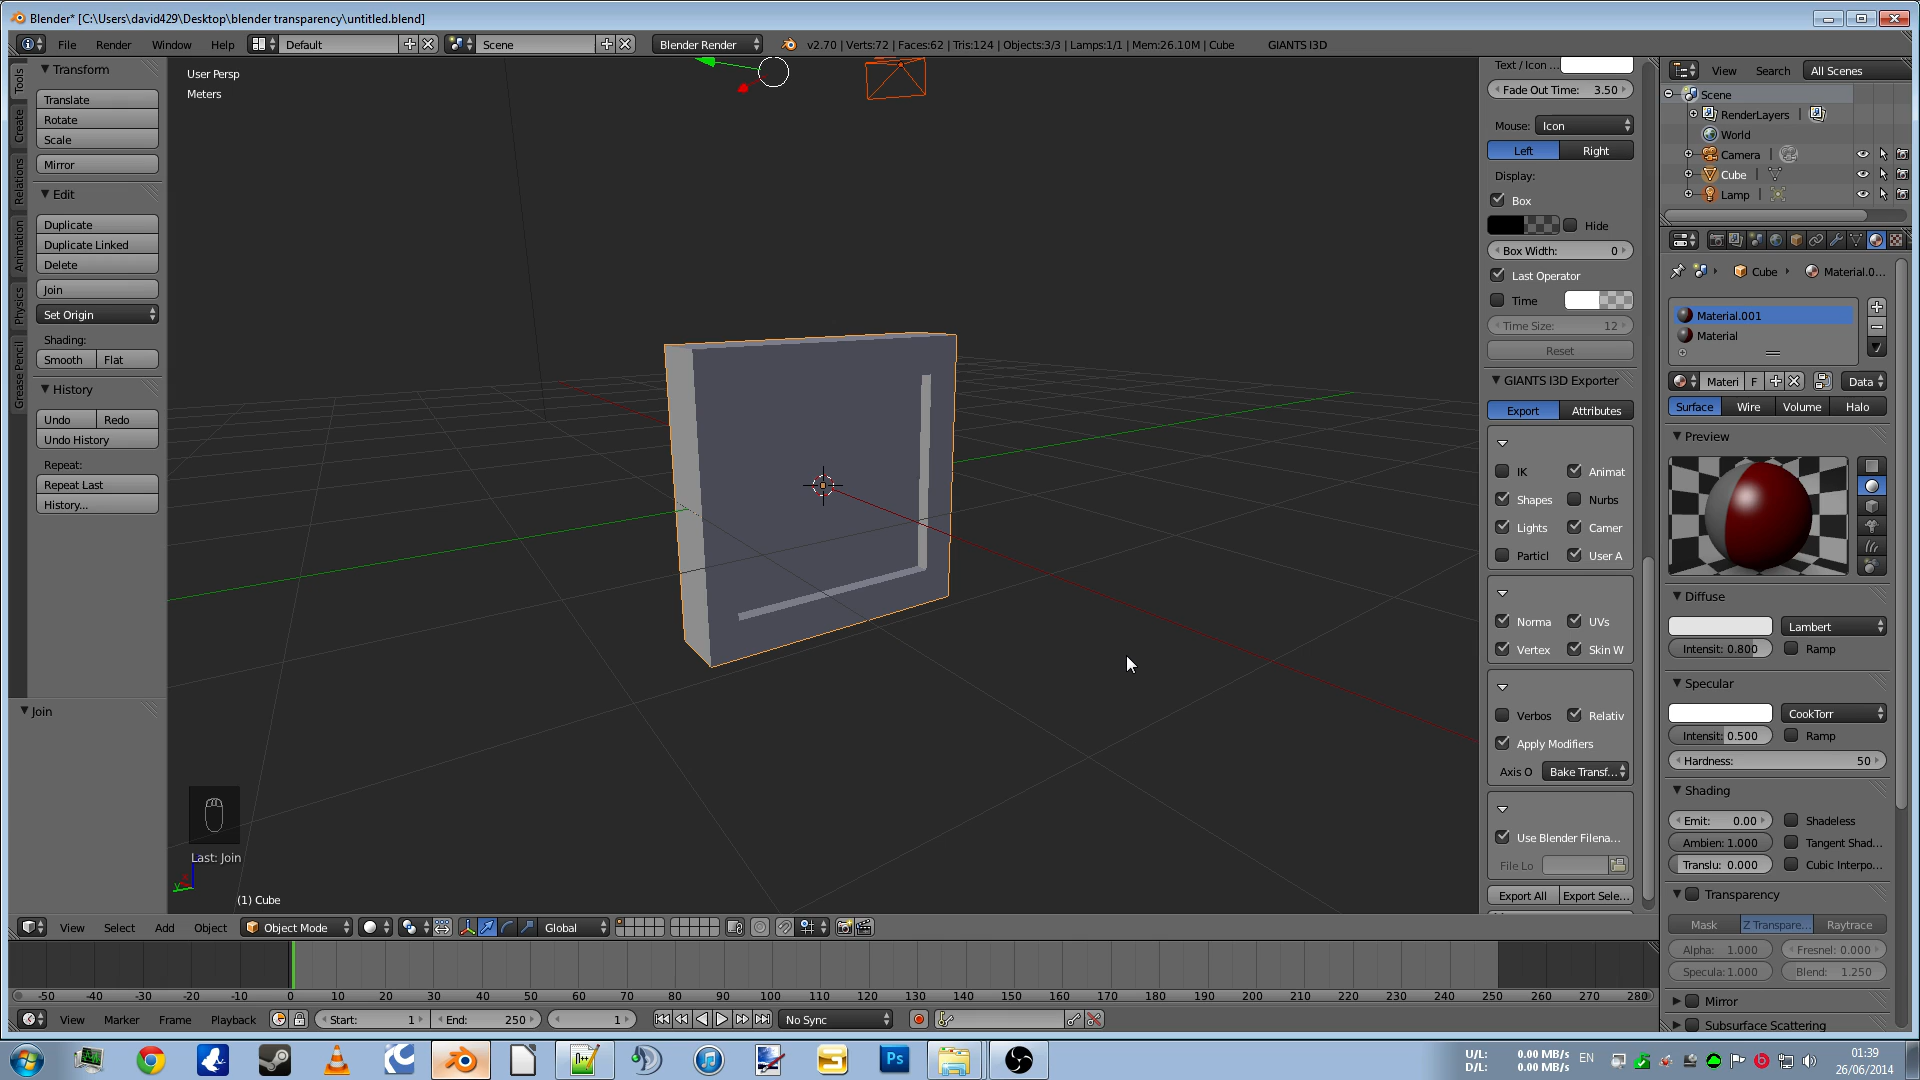 Blender* [C:\Users\david429\Desktop\blender transparency\untitled.blend]
File Render Window Help Default Scene Blender Render v2.70 | Verts:72 | Faces:62 | Tris:124 | Objects:3/3 | Lamps:1/1 | Mem:26.10M | Cube GIANTS I3D
Tools
Create
Relations
Animation
Physics
Grease Pencil
Transform
Translate
Rotate
Scale
Mirror
Edit
Duplicate
Duplicate Linked
Delete
Join
Set Origin
Shading:
Smooth Flat
History
Undo Redo
Undo History
Repeat:
Repeat Last
History...
Join
User Persp
Meters
Last: Join
(1) Cube
Text / Icon ...
Fade Out Time: 3.50
Mouse: Icon
Left Right
Display:
Box
Hide
Box Width: 0
Last Operator
Time
Time Size: 12
Reset
GIANTS I3D Exporter
Export Attributes
IK Animat
Shapes Nurbs
Lights Camer
Particl User A
Norma UVs
Vertex Skin W
Verbos Relativ
Apply Modifiers
Axis O Bake Transf...
Use Blender Filena...
File Lo
Export All Export Sele...
View Search All Scenes
Scene
RenderLayers
World
Camera
Cube
Lamp
Cube Material.0...
Material.001
Material
Materi F Data
Surface Wire Volume Halo
Preview
Diffuse
Lambert
Intensit: 0.800 Ramp
Specular
CookTorr
Intensit: 0.500 Ramp
Hardness: 50
Shading
Emit: 0.00 Shadeless
Ambien: 1.000 Tangent Shad...
Translu: 0.000 Cubic Interpo...
Transparency
Mask Z Transpare... Raytrace
Alpha: 1.000 Fresnel: 0.000
Specula: 1.000 Blend: 1.250
Mirror
Subsurface Scattering
View Select Add Object Object Mode Global
-50 -40 -30 -20 -10 0 10 20 30 40 50 60 70 80 90 100 110 120 130 140 150 160 170 180 190 200 210 220 230 240 250 260 270 280
View Marker Frame Playback Start: 1 End: 250 1 No Sync
Ps
U/L: 0.00 MB/s
D/L: 0.00 MB/s
EN
01:39
26/06/2014